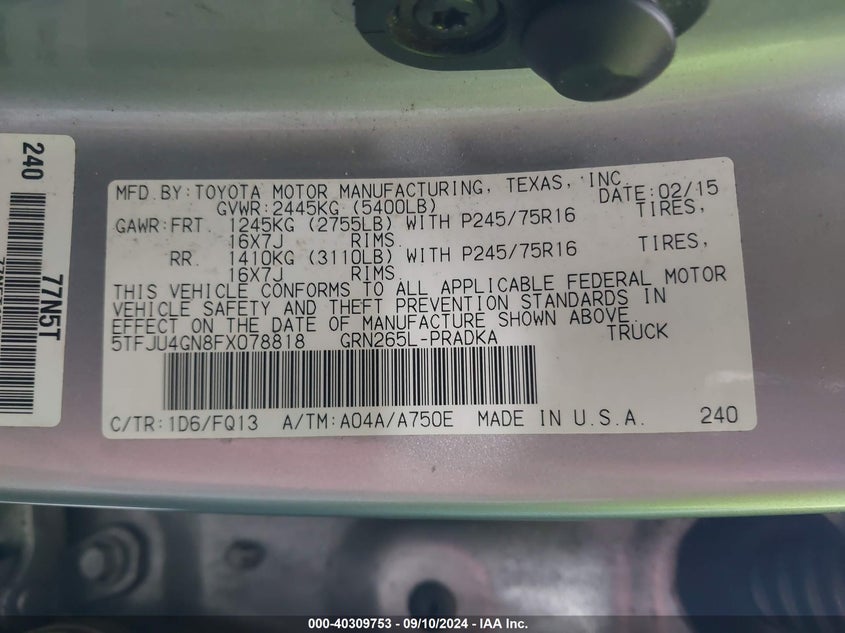 240
77N5T
MFD.BY:TOYOTA MOTOR MANUFACTURING, TEXAS, INC. DATE:02/15
GVWR:2445KG (5400LB)
GAWR:FRT. 1245KG (2755LB) WITH P245/75R16 TIRES,
16X7J RIMS.
RR. 1410KG (3110LB) WITH P245/75R16 TIRES,
16X7J RIMS.
THIS VEHICLE CONFORMS TO ALL APPLICABLE FEDERAL MOTOR
VEHICLE SAFETY AND THEFT PREVENTION STANDARDS IN
EFFECT ON THE DATE OF MANUFACTURE SHOWN ABOVE.
5TFJU4GN8FX078818 GRN265L-PRADKA TRUCK
C/TR:1D6/FQ13 A/TM:A04A/A750E MADE IN U.S.A. 240
000-40309753 - 09/10/2024 - IAA Inc.